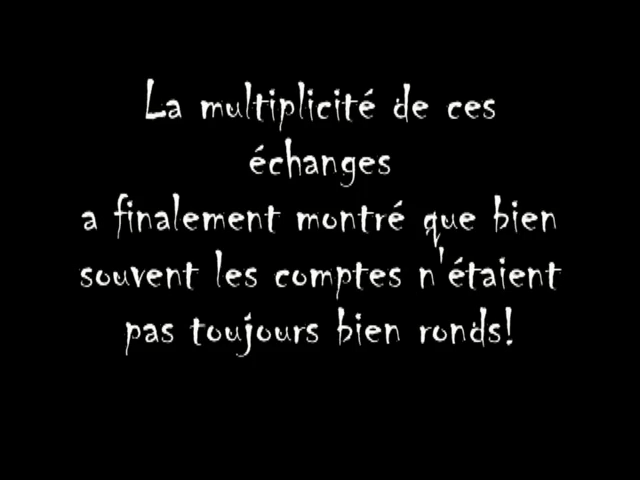 La multiplicité de ces
échanges
a finalement montré que bien
souvent les comptes n'étaient
pas toujours bien ronds!